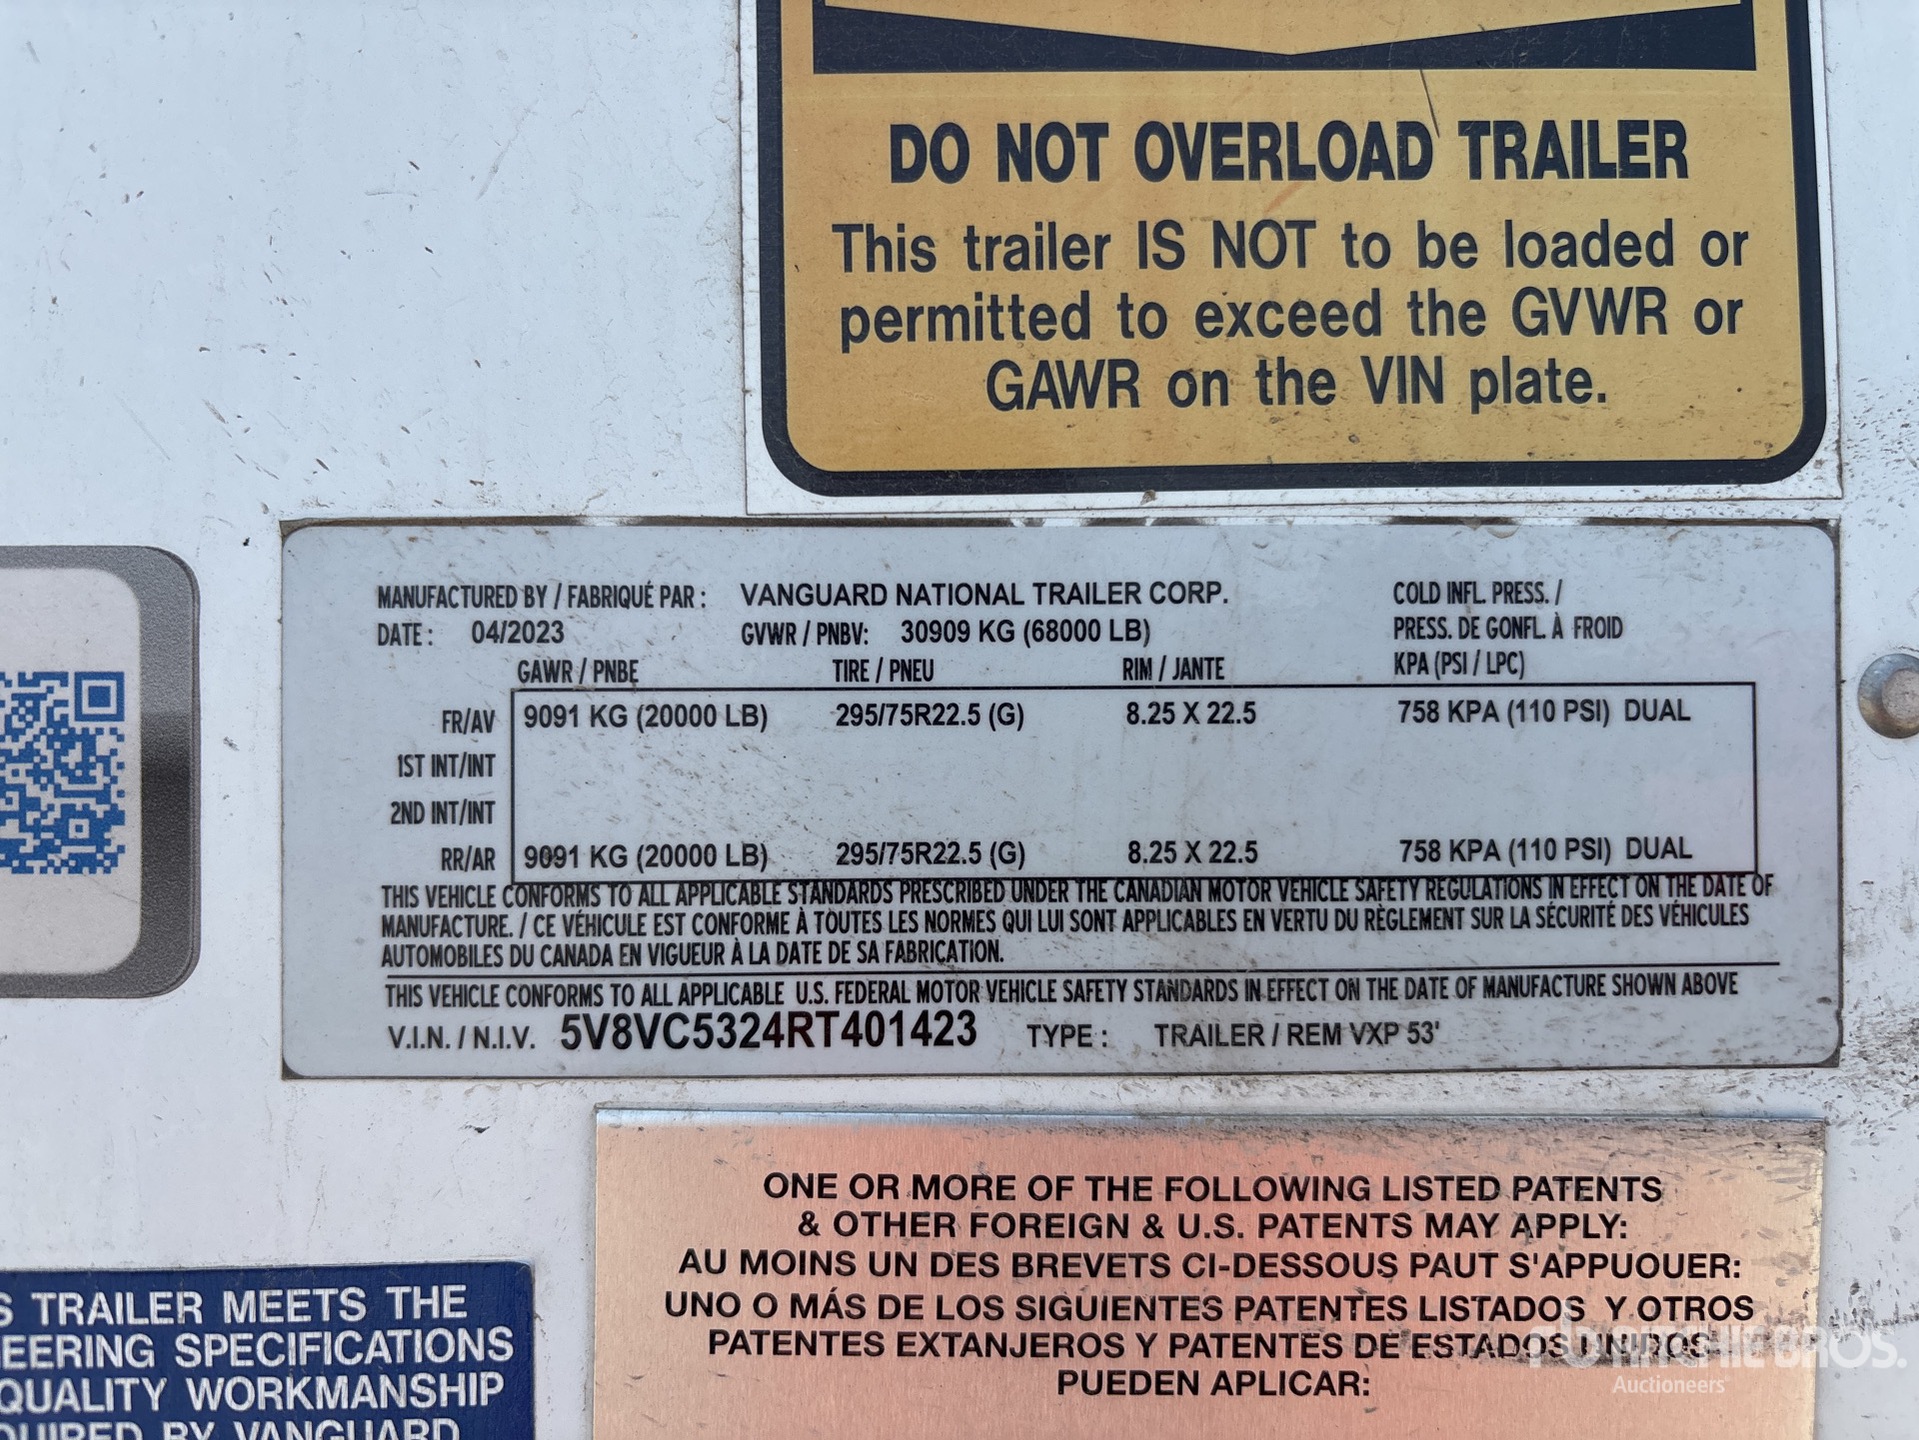 DO NOT OVERLOAD TRAILER
This trailer IS NOT to be loaded or
permitted to exceed the GVWR or
GAWR on the VIN plate.
MANUFACTURED BY / FABRIQUÉ PAR : VANGUARD NATIONAL TRAILER CORP. COLD INFL. PRESS. /
DATE : 04/2023 GVWR / PNBV: 30909 KG (68000 LB) PRESS. DE GONFL. À FROID
GAWR / PNBE TIRE / PNEU RIM / JANTE KPA (PSI / LPC)
FR/AV 9091 KG (20000 LB) 295/75R22.5 (G) 8.25 X 22.5 758 KPA (110 PSI) DUAL
1ST INT/INT
2ND INT/INT
RR/AR 9091 KG (20000 LB) 295/75R22.5 (G) 8.25 X 22.5 758 KPA (110 PSI) DUAL
THIS VEHICLE CONFORMS TO ALL APPLICABLE STANDARDS PRESCRIBED UNDER THE CANADIAN MOTOR VEHICLE SAFETY REGULATIONS IN EFFECT ON THE DATE OF
MANUFACTURE. / CE VÉHICULE EST CONFORME À TOUTES LES NORMES QUI LUI SONT APPLICABLES EN VERTU DU RÈGLEMENT SUR LA SÉCURITÉ DES VÉHICULES
AUTOMOBILES DU CANADA EN VIGUEUR À LA DATE DE SA FABRICATION.
THIS VEHICLE CONFORMS TO ALL APPLICABLE U.S. FEDERAL MOTOR VEHICLE SAFETY STANDARDS IN EFFECT ON THE DATE OF MANUFACTURE SHOWN ABOVE
V.I.N. / N.I.V. 5V8VC5324RT401423 TYPE : TRAILER / REM VXP 53'
ONE OR MORE OF THE FOLLOWING LISTED PATENTS
& OTHER FOREIGN & U.S. PATENTS MAY APPLY:
AU MOINS UN DES BREVETS CI-DESSOUS PAUT S'APPUOUER:
UNO O MÁS DE LOS SIGUIENTES PATENTES LISTADOS Y OTROS
PATENTES EXTANJEROS Y PATENTES DE ESTADOS UNIROS
PUEDEN APLICAR:
S TRAILER MEETS THE
EERING SPECIFICATIONS
QUALITY WORKMANSHIP
QUIRED BY VANGUARD
RITCHIE BROS.
Auctioneers